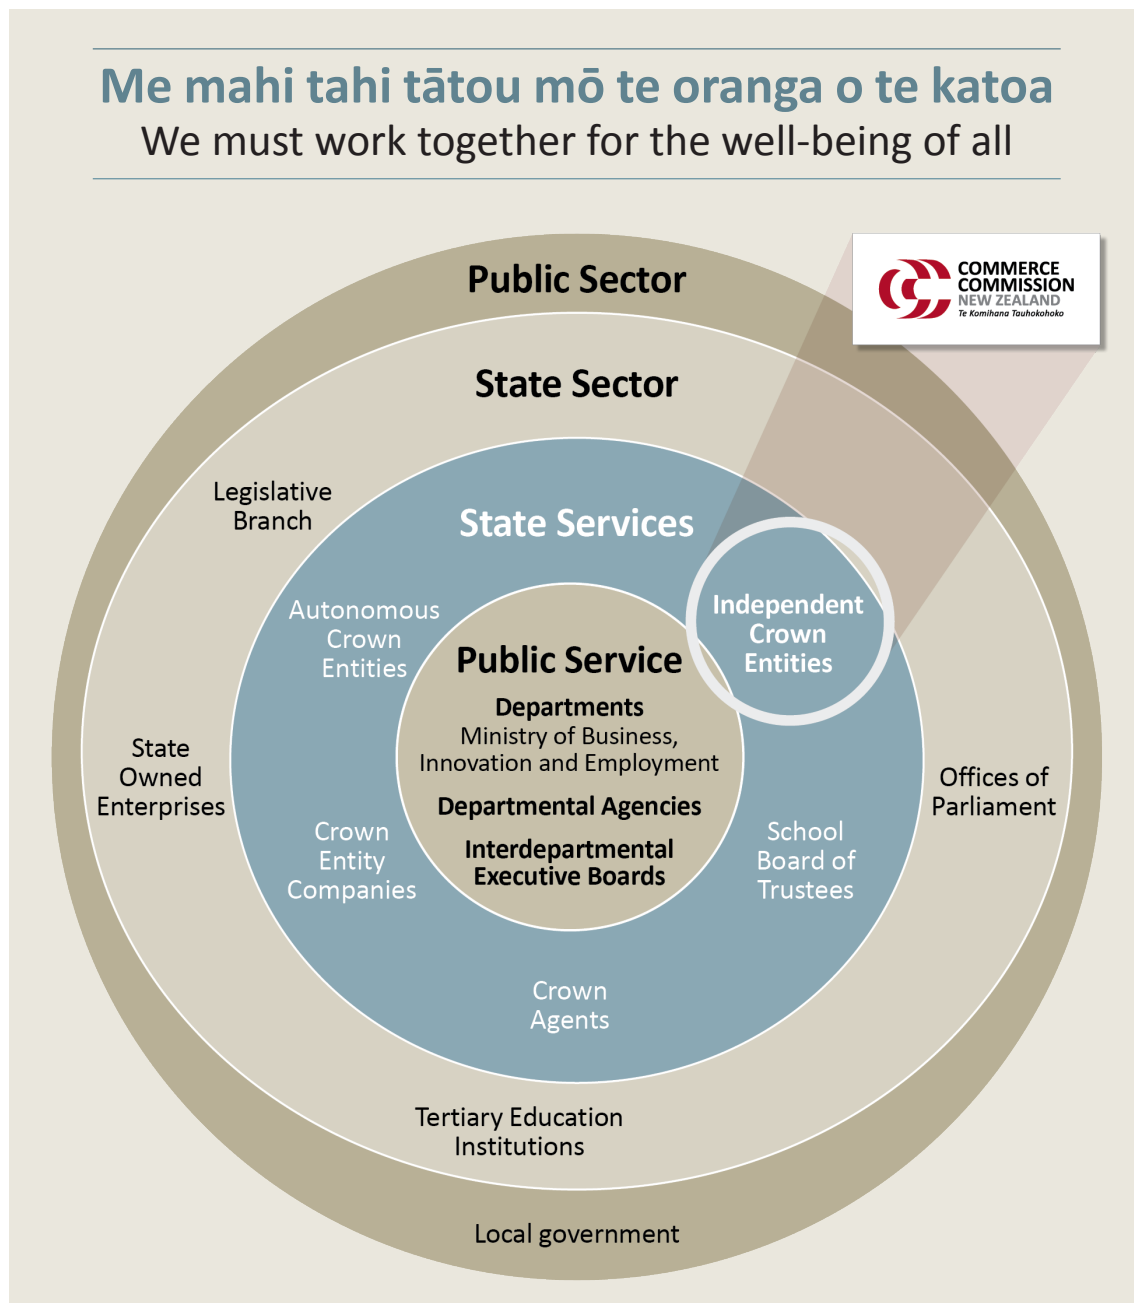 Me mahi tahi tātou mō te oranga o te katoa
We must work together for the well-being of all
COMMERCE
COMMISSION
NEW ZEALAND
Te Komihana Tauhokohoko
Public Sector
State Sector
Legislative
Branch
State Services
Autonomous
Crown
Entities
Independent
Crown
Entities
Public Service
Departments
Ministry of Business,
Innovation and Employment
Departmental Agencies
Interdepartmental
Executive Boards
State
Owned
Enterprises
Offices of
Parliament
Crown
Entity
Companies
School
Board of
Trustees
Crown
Agents
Tertiary Education
Institutions
Local government